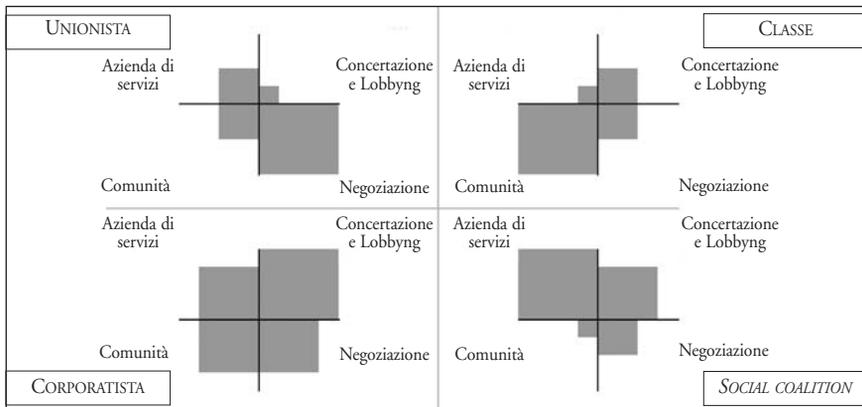 UNIONISTA
CLASSE
Azienda di
servizi
Concertazione
e Lobbyng
Comunità
Negoziazione
Azienda di
servizi
Concertazione
e Lobbyng
Comunità
Negoziazione
Azienda di
servizi
Concertazione
e Lobbyng
Comunità
Negoziazione
Azienda di
servizi
Concertazione
e Lobbyng
Comunità
Negoziazione
CORPORATISTA
SOCIAL COALITION